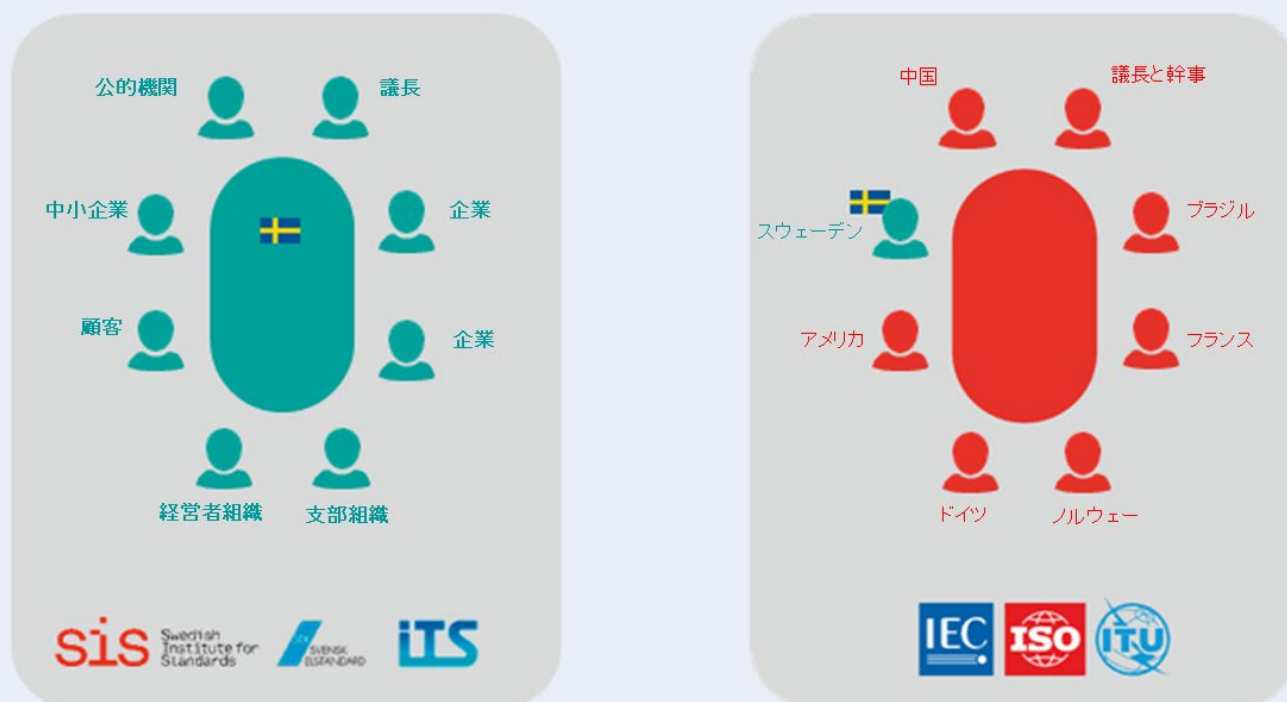 公的機関
議長
中小企業
企業
顧客
企業
経営者組織
支部組織
sis
Swedish
Institute for
Standards
SEK
SVENSK
ELSTANDARD
iTS
中国
議長と幹事
スウェーデン
ブラジル
アメリカ
フランス
ドイツ
ノルウェー
IEC
ISO
ITU